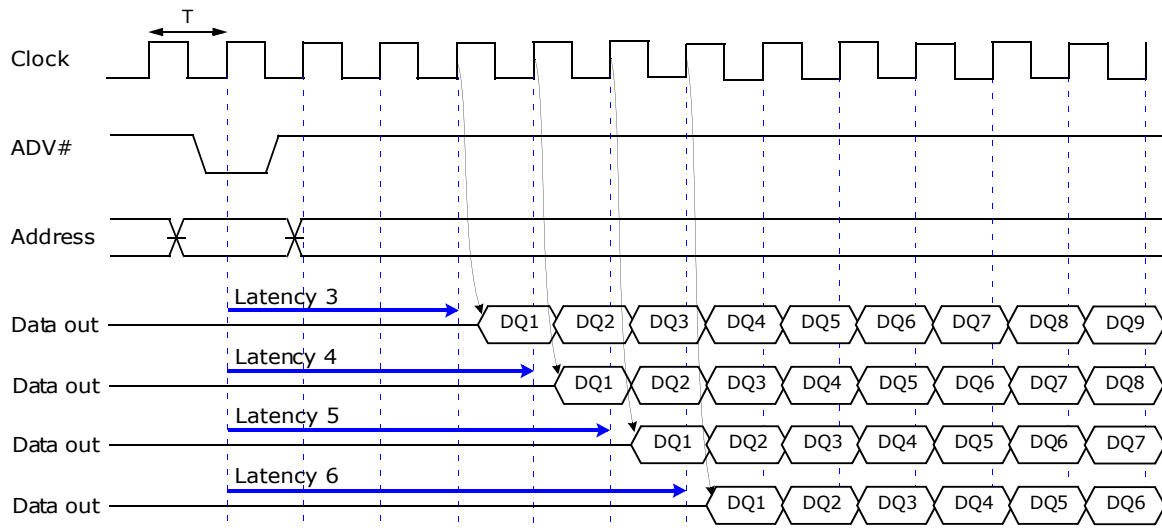 T
Clock
ADV#
Address
Latency 3
Data out DQ1 DQ2 DQ3 DQ4 DQ5 DQ6 DQ7 DQ8 DQ9
Latency 4
Data out DQ1 DQ2 DQ3 DQ4 DQ5 DQ6 DQ7 DQ8
Latency 5
Data out DQ1 DQ2 DQ3 DQ4 DQ5 DQ6 DQ7
Latency 6
Data out DQ1 DQ2 DQ3 DQ4 DQ5 DQ6